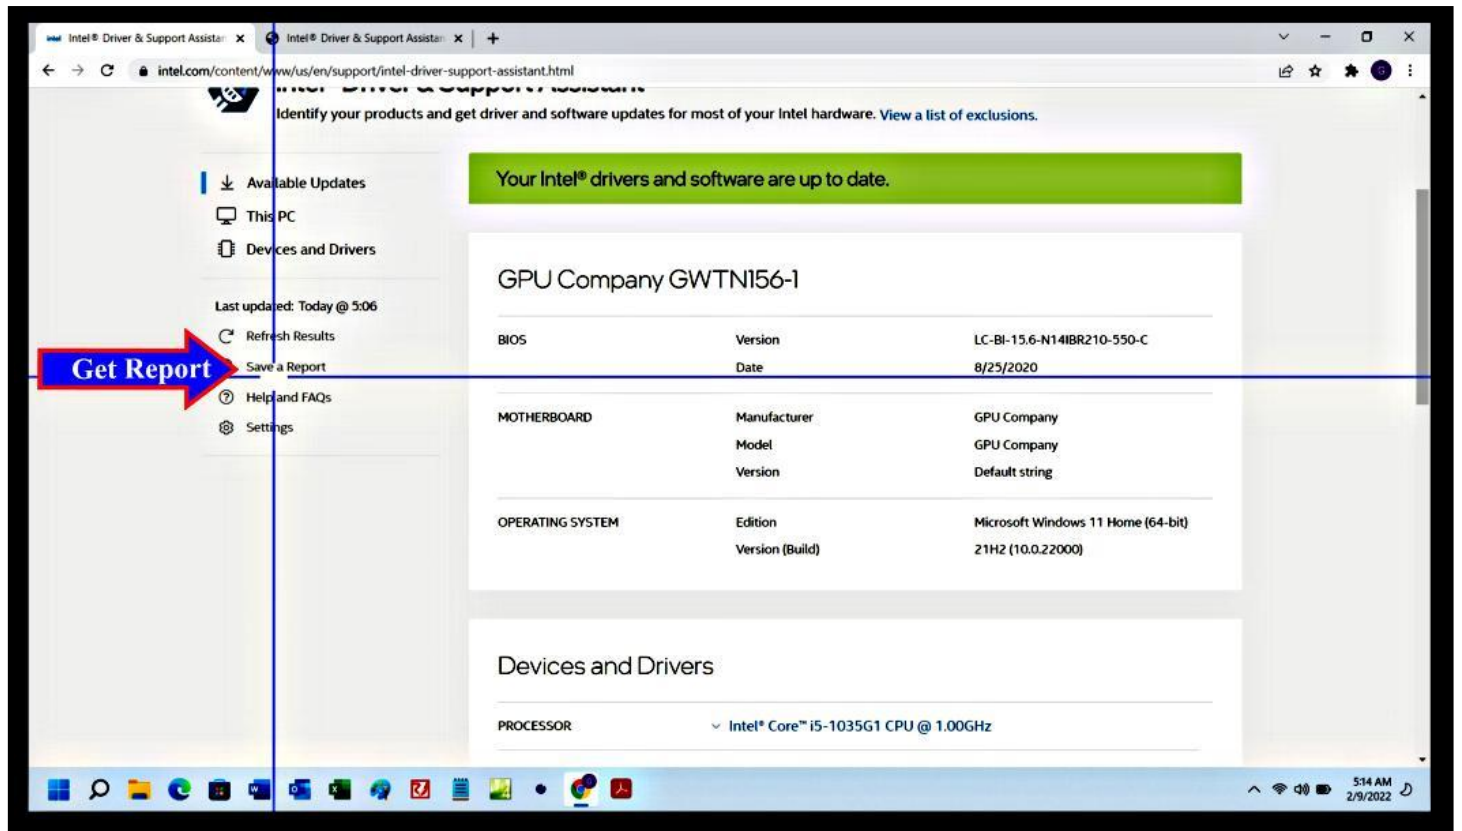 Intel® Driver & Support Assistan
Intel® Driver & Support Assistan
intel.com/content/www/us/en/support/intel-driver-support-assistant.html
G
Intel® Driver & Support Assistant
Identify your products and get driver and software updates for most of your Intel hardware. View a list of exclusions.
Available Updates
This PC
Devices and Drivers
Last updated: Today @ 5:06
Refresh Results
Save a Report
Help and FAQs
Settings
Get Report
Your Intel® drivers and software are up to date.
GPU Company GWTN156-1
BIOS Version LC-BI-15.6-N14IBR210-550-C
Date 8/25/2020
MOTHERBOARD Manufacturer GPU Company
Model GPU Company
Version Default string
OPERATING SYSTEM Edition Microsoft Windows 11 Home (64-bit)
Version (Build) 21H2 (10.0.22000)
Devices and Drivers
PROCESSOR Intel® Core™ i5-1035G1 CPU @ 1.00GHz
5:14 AM
2/9/2022